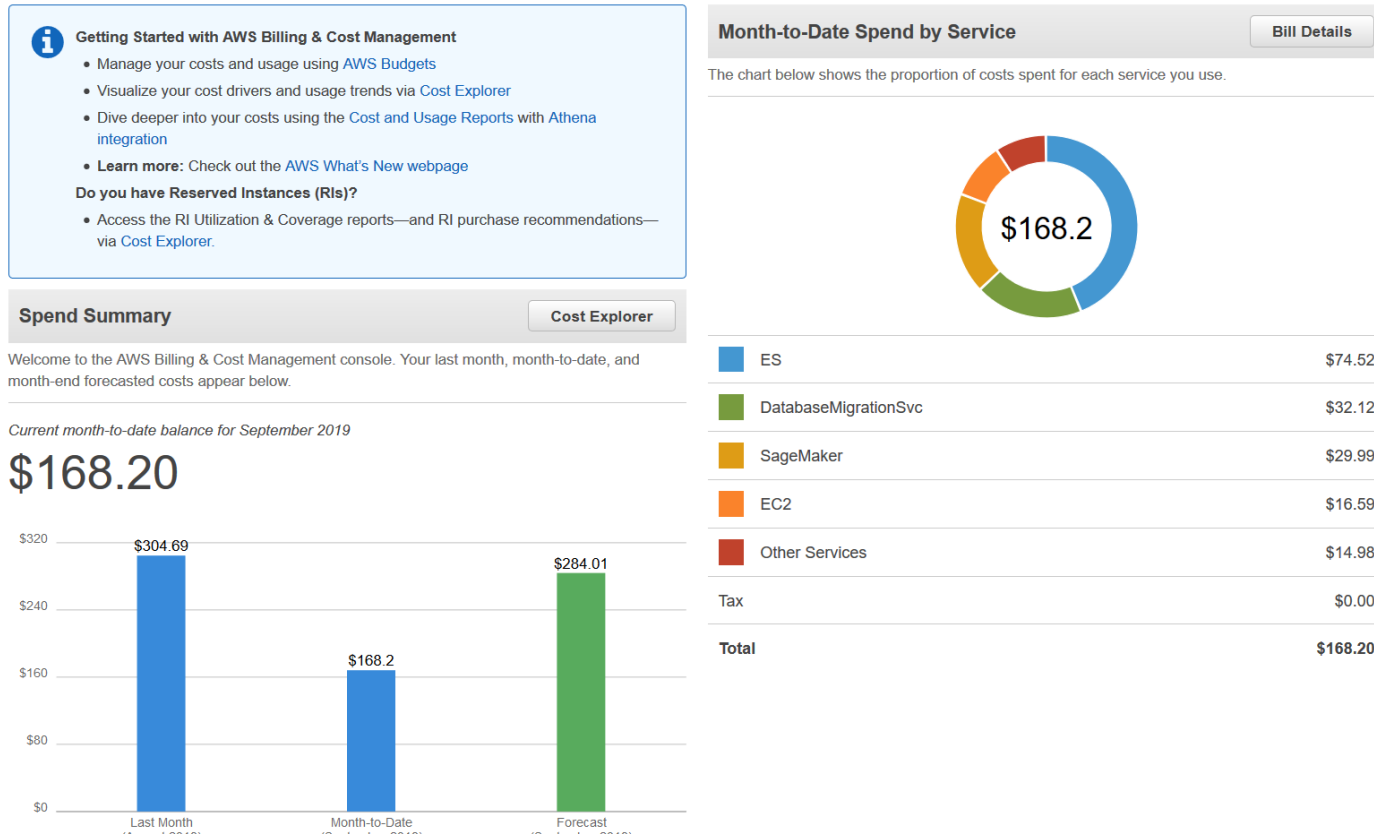 Getting Started with AWS Billing & Cost Management
• Manage your costs and usage using AWS Budgets
• Visualize your cost drivers and usage trends via Cost Explorer
• Dive deeper into your costs using the Cost and Usage Reports with Athena
integration
• Learn more: Check out the AWS What's New webpage
Do you have Reserved Instances (RIs)?
• Access the RI Utilization & Coverage reports—and RI purchase recommendations—
via Cost Explorer.
Spend Summary
Cost Explorer
Welcome to the AWS Billing & Cost Management console. Your last month, month-to-date, and
month-end forecasted costs appear below.
Current month-to-date balance for September 2019
$168.20
$320
$240
$160
$80
$0
$304.69
$168.2
$284.01
Last Month
Month-to-Date
Forecast
Month-to-Date Spend by Service
Bill Details
The chart below shows the proportion of costs spent for each service you use.
$168.2
ES $74.52
DatabaseMigrationSvc $32.12
SageMaker $29.99
EC2 $16.59
Other Services $14.98
Tax $0.00
Total $168.20